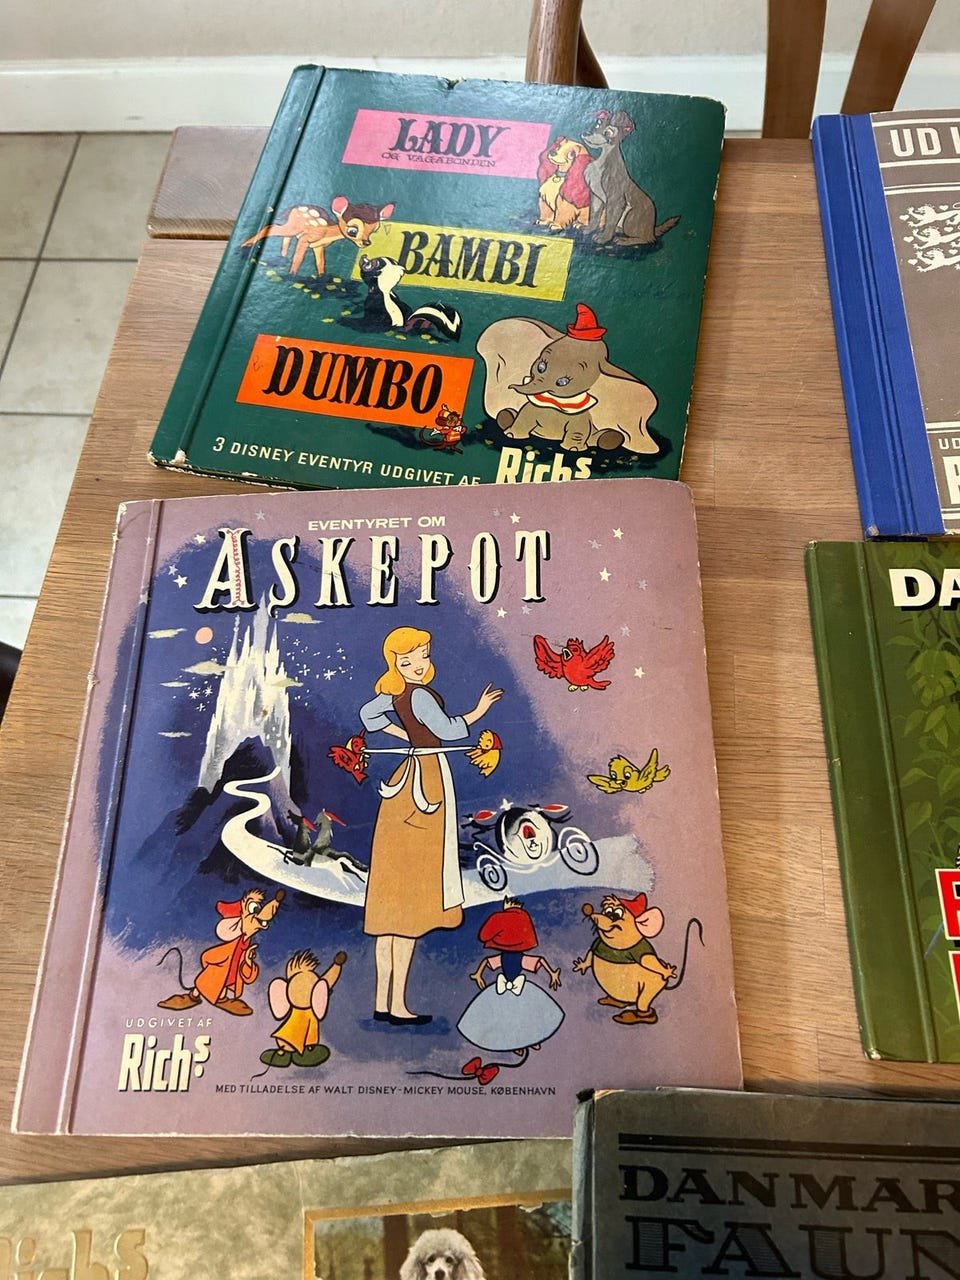 LADY
OG VAGABONDEN
BAMBI
DUMBO
3 DISNEY EVENTYR UDGIVET AF Richs
EVENTYRET OM
ASKEPOT
UDGIVET AF
Richs
MED TILLADELSE AF WALT DISNEY-MICKEY MOUSE, KØBENHAVN
UD
UD
DA
DANMAR
FAUN